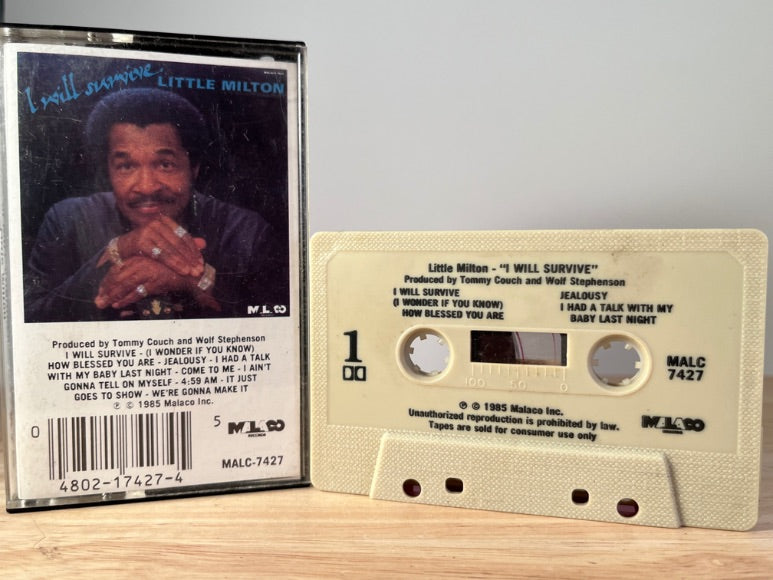 I will survive
LITTLE MILTON
MALACO
Produced by Tommy Couch and Wolf Stephenson
I WILL SURVIVE - (I WONDER IF YOU KNOW)
HOW BLESSED YOU ARE - JEALOUSY - I HAD A TALK
WITH MY BABY LAST NIGHT - COME TO ME - I AIN'T
GONNA TELL ON MYSELF - 4:59 AM - IT JUST
GOES TO SHOW - WE'RE GONNA MAKE IT
℗ © 1985 Malaco Inc.
0
5
4802-17427-4
MALACO
RECORDS
MALC-7427
Little Milton - "I WILL SURVIVE"
Produced by Tommy Couch and Wolf Stephenson
I WILL SURVIVE
(I WONDER IF YOU KNOW)
HOW BLESSED YOU ARE
JEALOUSY
I HAD A TALK WITH MY
BABY LAST NIGHT
1
100 50 0
MALC
7427
℗ © 1985 Malaco Inc.
Unauthorized reproduction is prohibited by law.
Tapes are sold for consumer use only
MALACO